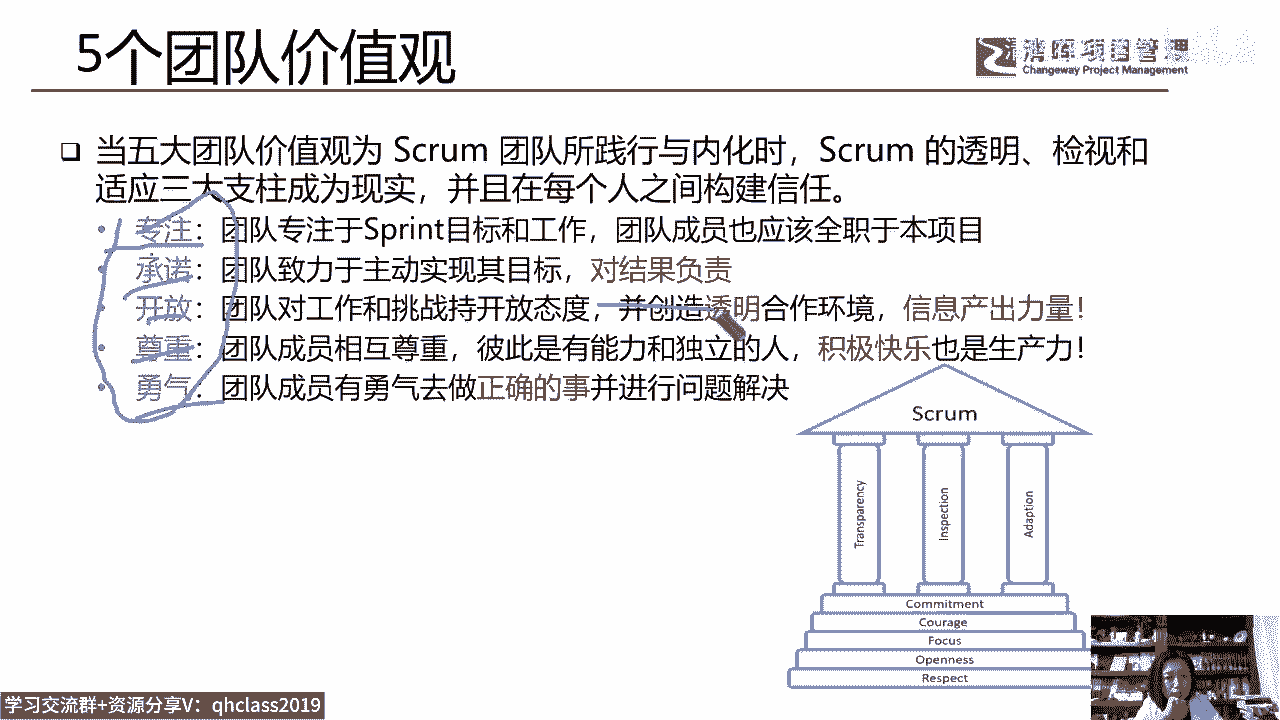 5个团队价值观
清晖项目管理
Changeway Project Management
当五大团队价值观为 Scrum 团队所践行与内化时，Scrum 的透明、检视和
适应三大支柱成为现实，并且在每个人之间构建信任。
专注：团队专注于Sprint目标和工作，团队成员也应该全职于本项目
承诺：团队致力于主动实现其目标，对结果负责
开放：团队对工作和挑战持开放态度，并创造透明合作环境，信息产出力量！
尊重：团队成员相互尊重，彼此是有能力和独立的人，积极快乐也是生产力！
勇气：团队成员有勇气去做正确的事并进行问题解决
Scrum
Transparency
Inspection
Adaption
Commitment
Courage
Focus
Openness
Respect
学习交流群+资源分享V：qhclass2019